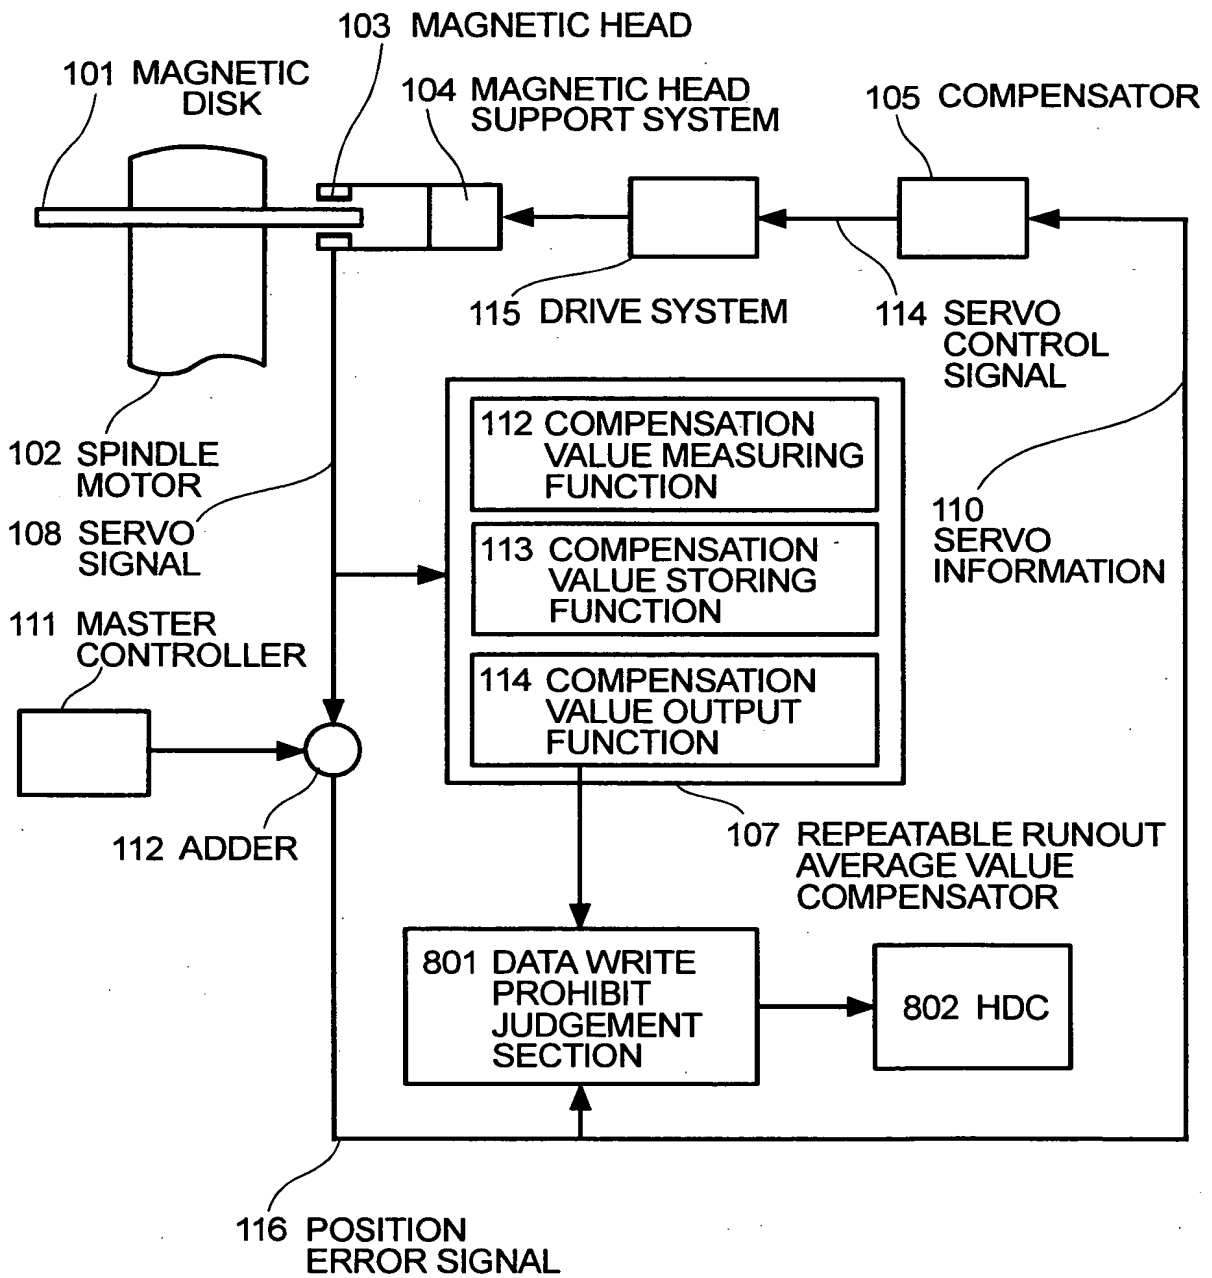 103 MAGNETIC HEAD
101 MAGNETIC
DISK
104 MAGNETIC HEAD
SUPPORT SYSTEM
105 COMPENSATOR
115 DRIVE SYSTEM
114 SERVO
CONTROL
SIGNAL
102 SPINDLE
MOTOR
108 SERVO
SIGNAL
112 COMPENSATION
VALUE MEASURING
FUNCTION
113 COMPENSATION
VALUE STORING
FUNCTION
114 COMPENSATION
VALUE OUTPUT
FUNCTION
110
SERVO
INFORMATION
111 MASTER
CONTROLLER
112 ADDER
107 REPEATABLE RUNOUT
AVERAGE VALUE
COMPENSATOR
801 DATA WRITE
PROHIBIT
JUDGEMENT
SECTION
802 HDC
116 POSITION
ERROR SIGNAL